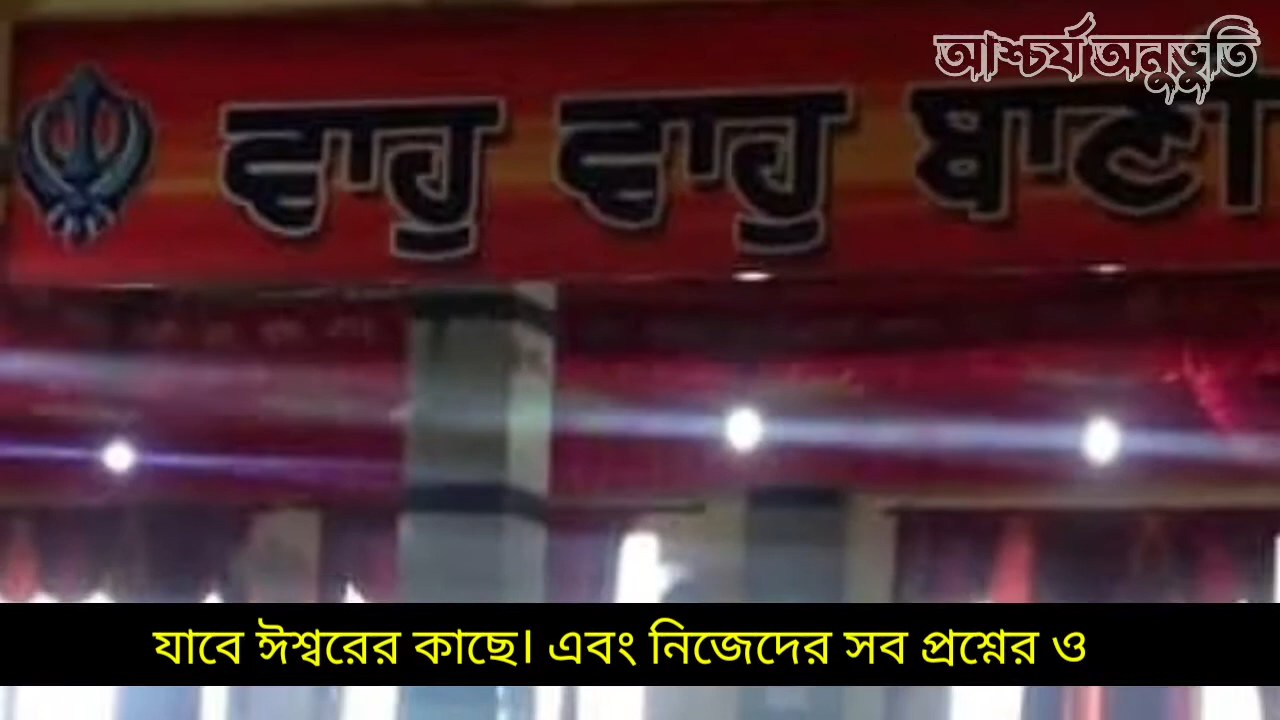 আশ্চর্য অনুভুতি
ਵਾਹੁ ਵਾਹੁ ਬਾਣੀ
যাবে ঈশ্বরের কাছে। এবং নিজেদের সব প্রশ্নের ও